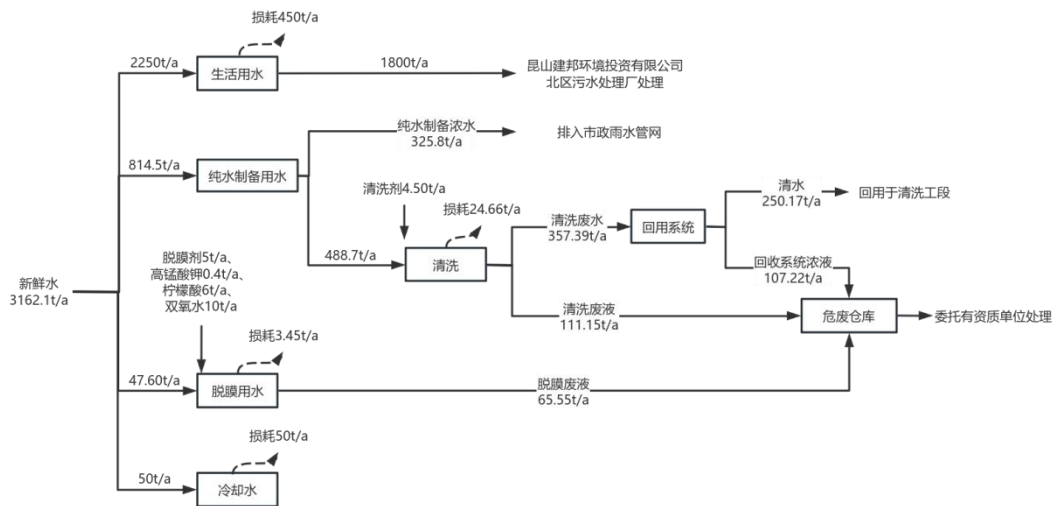 损耗450t/a
2250t/a
生活用水
1800t/a
昆山建邦环境投资有限公司
北区污水处理厂处理
纯水制备浓水
325.8t/a
排入市政雨水管网
814.5t/a
纯水制备用水
清洗剂4.50t/a
损耗24.66t/a
488.7t/a
清洗
清洗废水
357.39t/a
回用系统
清水
250.17t/a
回用于清洗工段
回收系统浓液
107.22t/a
清洗废液
111.15t/a
危废仓库
委托有资质单位处理
新鲜水
3162.1t/a
脱膜剂5t/a、
高锰酸钾0.4t/a、
柠檬酸6t/a、
双氧水10t/a
损耗3.45t/a
47.60t/a
脱膜用水
脱膜废液
65.55t/a
损耗50t/a
50t/a
冷却水